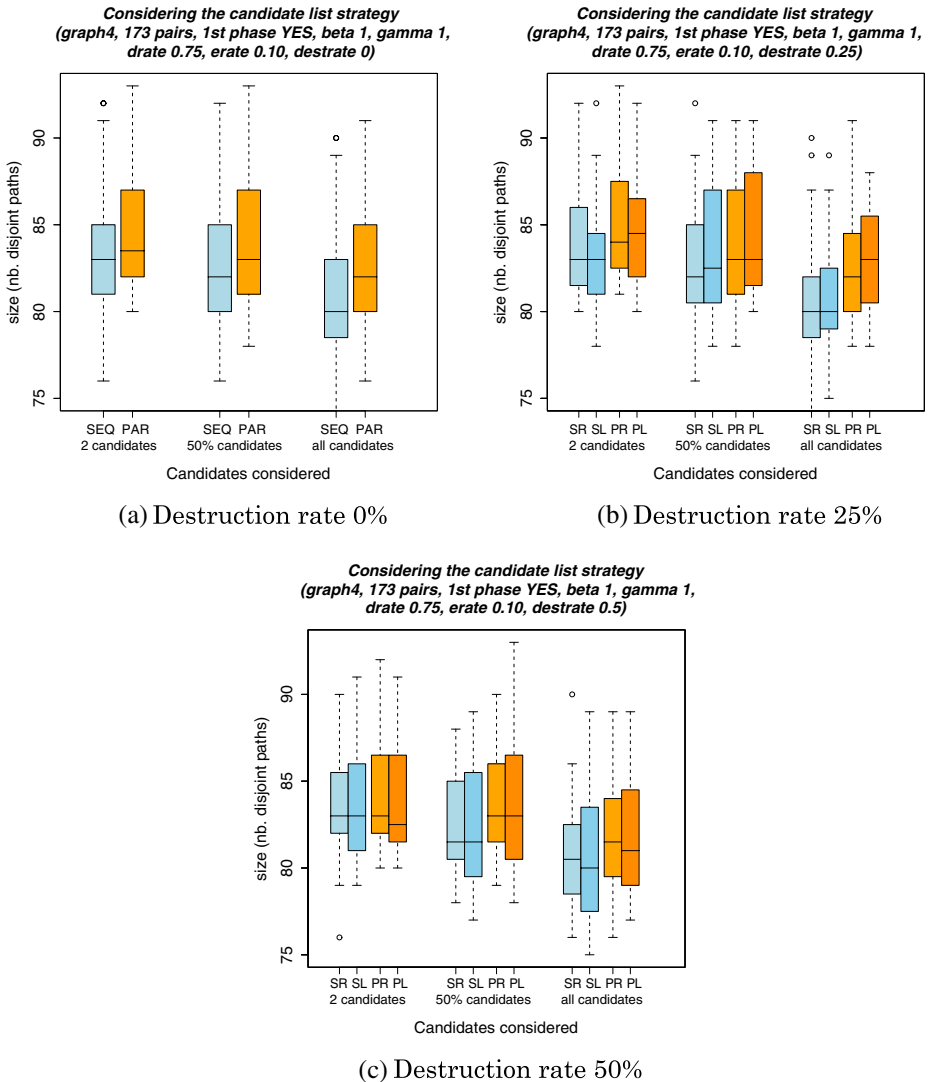 Considering the candidate list strategy
(graph4, 173 pairs, 1st phase YES, beta 1, gamma 1,
drate 0.75, erate 0.10, destrate 0)
size (nb. disjoint paths)
90
85
80
75
SEQ PAR SEQ PAR SEQ PAR
2 candidates 50% candidates all candidates
Candidates considered
(a) Destruction rate 0%
Considering the candidate list strategy
(graph4, 173 pairs, 1st phase YES, beta 1, gamma 1,
drate 0.75, erate 0.10, destrate 0.25)
size (nb. disjoint paths)
90
85
80
75
SR SL PR PL SR SL PR PL SR SL PR PL
2 candidates 50% candidates all candidates
Candidates considered
(b) Destruction rate 25%
Considering the candidate list strategy
(graph4, 173 pairs, 1st phase YES, beta 1, gamma 1,
drate 0.75, erate 0.10, destrate 0.5)
size (nb. disjoint paths)
90
85
80
75
SR SL PR PL SR SL PR PL SR SL PR PL
2 candidates 50% candidates all candidates
Candidates considered
(c) Destruction rate 50%